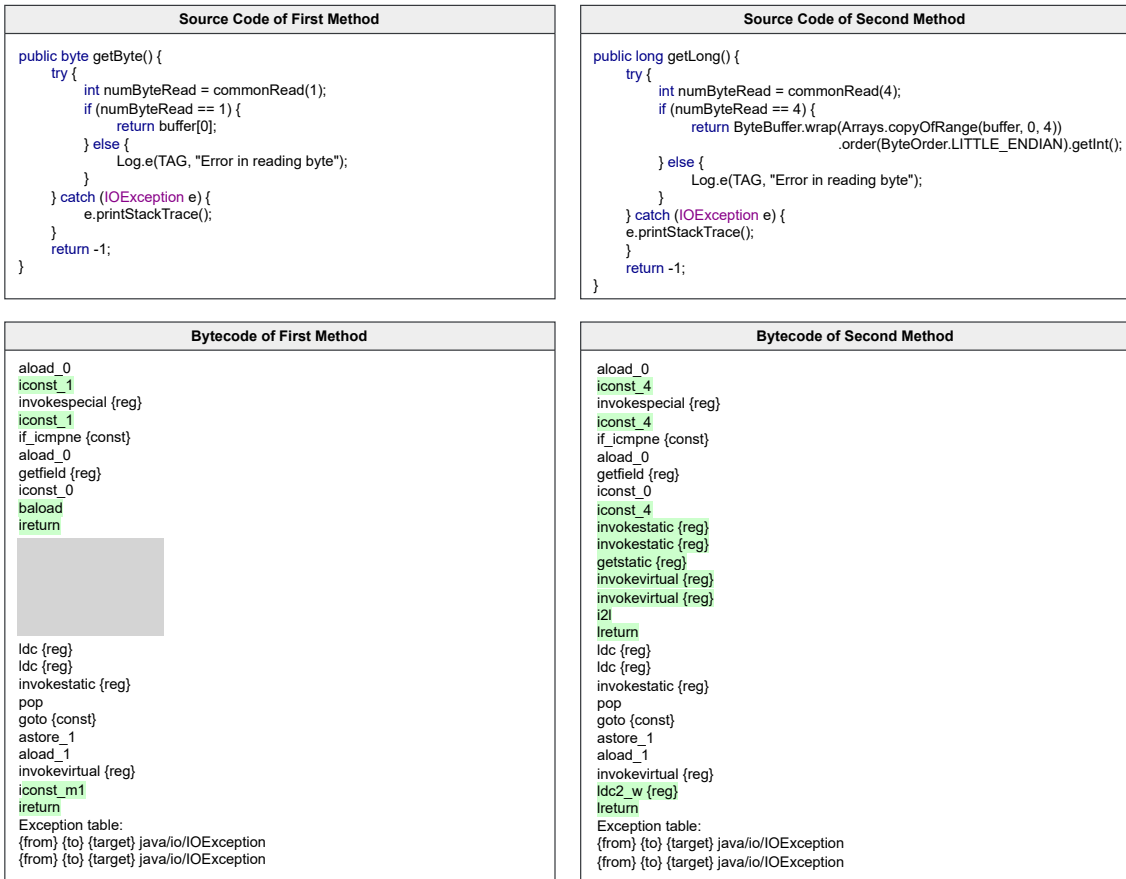 Source Code of First Method
public byte getByte() {
try {
int numByteRead = commonRead(1);
if (numByteRead == 1) {
return buffer[0];
} else {
Log.e(TAG, "Error in reading byte");
}
} catch (IOException e) {
e.printStackTrace();
}
return -1;
}
Source Code of Second Method
public long getLong() {
try {
int numByteRead = commonRead(4);
if (numByteRead == 4) {
return ByteBuffer.wrap(Arrays.copyOfRange(buffer, 0, 4))
.order(ByteOrder.LITTLE_ENDIAN).getInt();
} else {
Log.e(TAG, "Error in reading byte");
}
} catch (IOException e) {
e.printStackTrace();
}
return -1;
}
Bytecode of First Method
aload_0
iconst_1
invokespecial {reg}
iconst_1
if_icmpne {const}
aload_0
getfield {reg}
iconst_0
baload
ireturn
ldc {reg}
ldc {reg}
invokestatic {reg}
pop
goto {const}
astore_1
aload_1
invokevirtual {reg}
iconst_m1
ireturn
Exception table:
{from} {to} {target} java/io/IOException
{from} {to} {target} java/io/IOException
Bytecode of Second Method
aload_0
iconst_4
invokespecial {reg}
iconst_4
if_icmpne {const}
aload_0
getfield {reg}
iconst_0
iconst_4
invokestatic {reg}
invokestatic {reg}
getstatic {reg}
invokevirtual {reg}
invokevirtual {reg}
i2l
lreturn
ldc {reg}
ldc {reg}
invokestatic {reg}
pop
goto {const}
astore_1
aload_1
invokevirtual {reg}
ldc2_w {reg}
lreturn
Exception table:
{from} {to} {target} java/io/IOException
{from} {to} {target} java/io/IOException